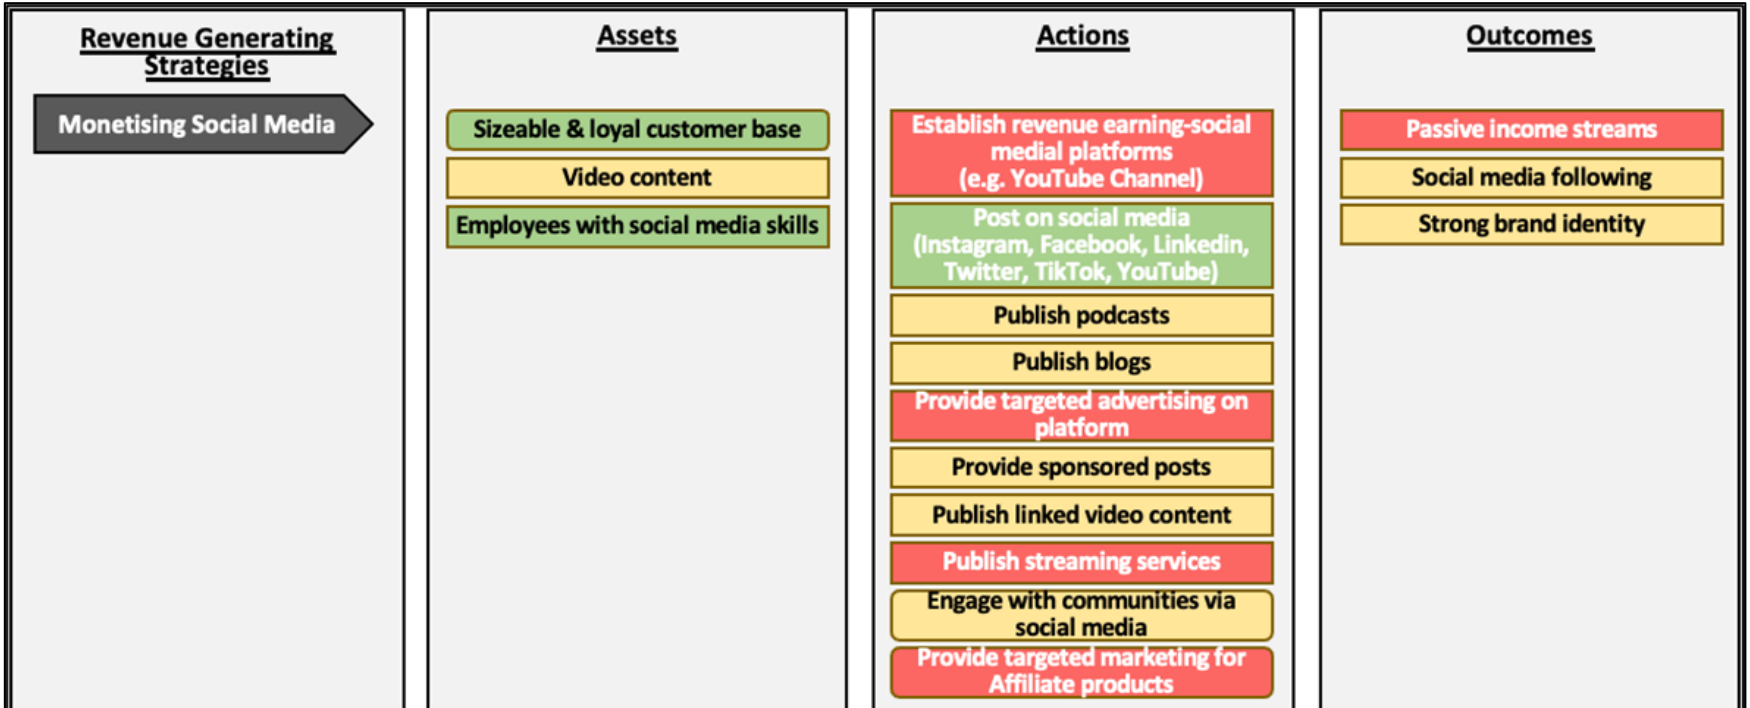 Revenue Generating
Strategies
Monetising Social Media
Assets
Sizeable & loyal customer base
Video content
Employees with social media skills
Actions
Establish revenue earning-social
medial platforms
(e.g. YouTube Channel)
Post on social media
(Instagram, Facebook, Linkedin,
Twitter, TikTok, YouTube)
Publish podcasts
Publish blogs
Provide targeted advertising on
platform
Provide sponsored posts
Publish linked video content
Publish streaming services
Engage with communities via
social media
Provide targeted marketing for
Affiliate products
Outcomes
Passive income streams
Social media following
Strong brand identity